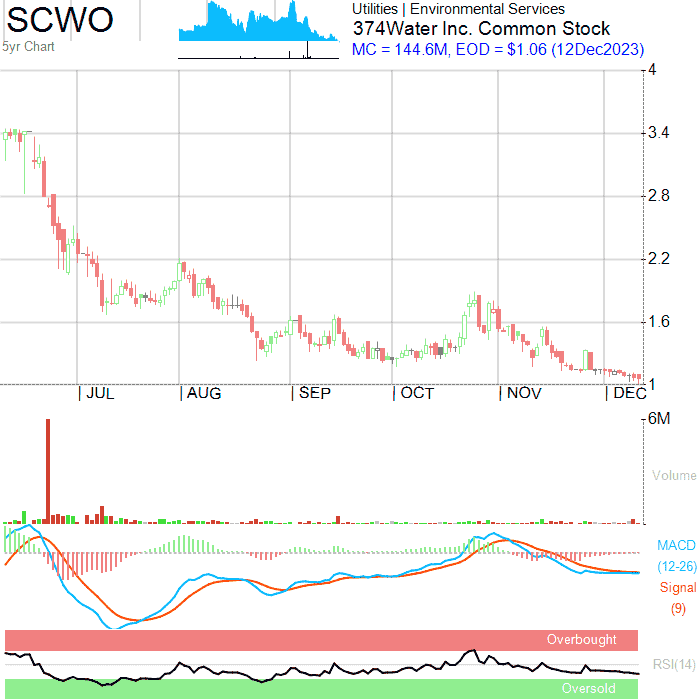 SCWO
5yr Chart
Utilities | Environmental Services
374Water Inc. Common Stock
MC = 144.6M, EOD = $1.06 (12Dec2023)
4
3.4
2.8
2.2
1.6
1
| JUL | AUG | SEP | OCT | NOV | DEC
6M
Volume
MACD
(12-26)
Signal
(9)
Overbought
RSI(14)
Oversold